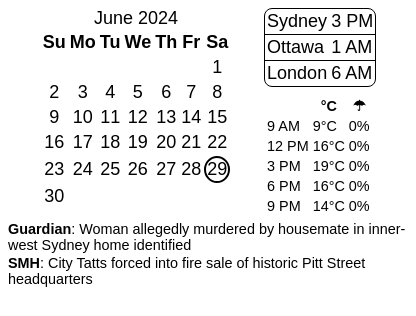 June 2024
Su Mo Tu We Th Fr Sa
1
2 3 4 5 6 7 8
9 10 11 12 13 14 15
16 17 18 19 20 21 22
23 24 25 26 27 28 29
30
Sydney 3 PM
Ottawa 1 AM
London 6 AM
°C ☂
9 AM 9°C 0%
12 PM 16°C 0%
3 PM 19°C 0%
6 PM 16°C 0%
9 PM 14°C 0%
Guardian: Woman allegedly murdered by housemate in inner-
west Sydney home identified
SMH: City Tatts forced into fire sale of historic Pitt Street
headquarters